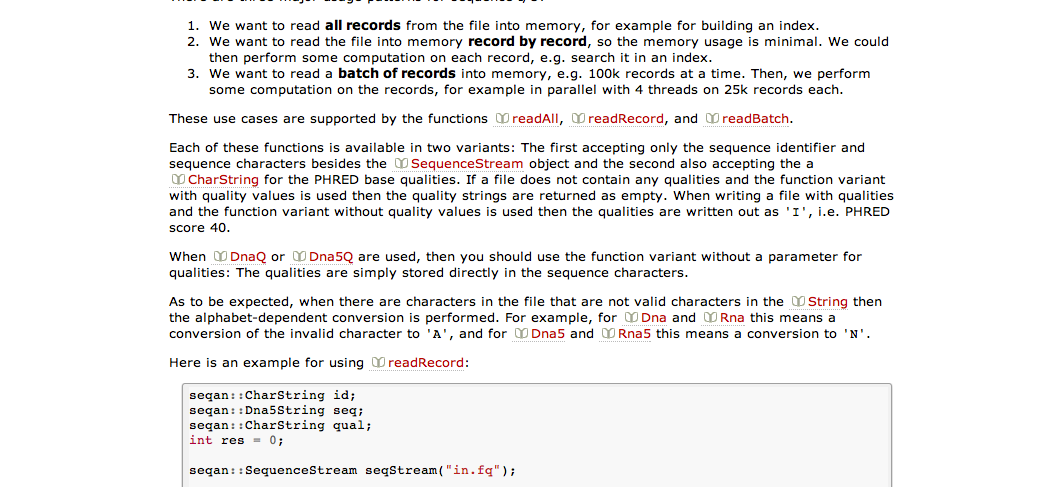 1. We want to read all records from the file into memory, for example for building an index.
2. We want to read the file into memory record by record, so the memory usage is minimal. We could
then perform some computation on each record, e.g. search it in an index.
3. We want to read a batch of records into memory, e.g. 100k records at a time. Then, we perform
some computation on the records, for example in parallel with 4 threads on 25k records each.
These use cases are supported by the functions readAll, readRecord, and readBatch.
Each of these functions is available in two variants: The first accepting only the sequence identifier and
sequence characters besides the SequenceStream object and the second also accepting the a
CharString for the PHRED base qualities. If a file does not contain any qualities and the function variant
with quality values is used then the quality strings are returned as empty. When writing a file with qualities
and the function variant without quality values is used then the qualities are written out as 'I', i.e. PHRED
score 40.
When DnaQ or Dna5Q are used, then you should use the function variant without a parameter for
qualities: The qualities are simply stored directly in the sequence characters.
As to be expected, when there are characters in the file that are not valid characters in the String then
the alphabet-dependent conversion is performed. For example, for Dna and Rna this means a
conversion of the invalid character to 'A', and for Dna5 and Rna5 this means a conversion to 'N'.
Here is an example for using readRecord:
seqan::CharString id;
seqan::Dna5String seq;
seqan::CharString qual;
int res = 0;
seqan::SequenceStream seqStream("in.fq");